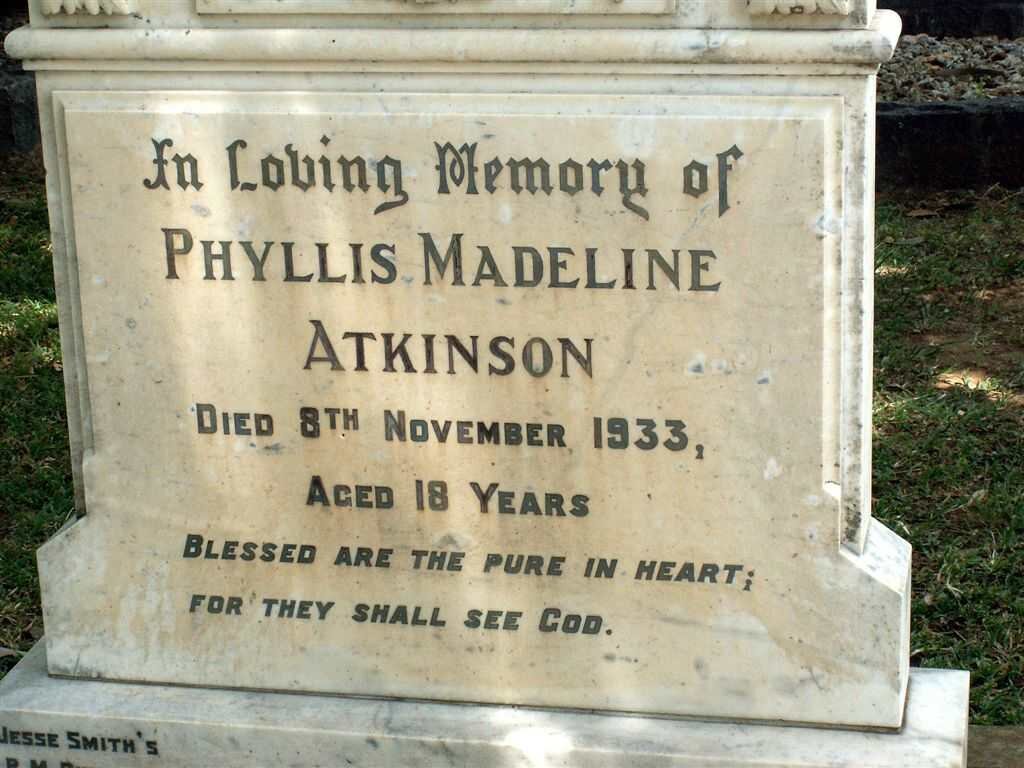 In Loving Memory of
PHYLLIS MADELINE
ATKINSON
DIED 8TH NOVEMBER 1933,
AGED 18 YEARS
BLESSED ARE THE PURE IN HEART;
FOR THEY SHALL SEE GOD.
JESSE SMITH'S